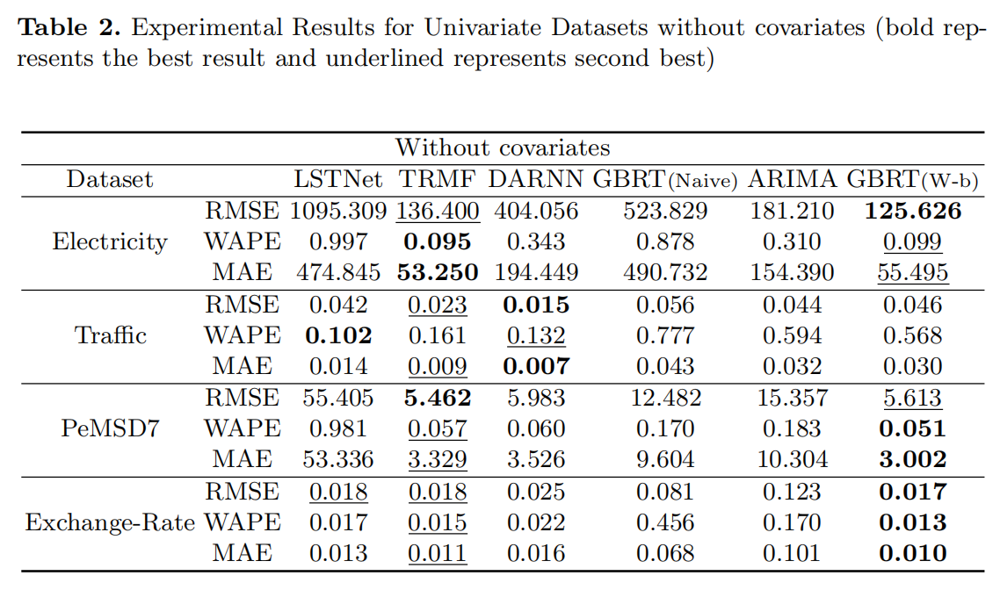 Table 2. Experimental Results for Univariate Datasets without covariates (bold rep-
resents the best result and underlined represents second best)
Without covariates
Dataset LSTNet TRMF DARNN GBRT(Naive) ARIMA GBRT(W-b)
RMSE 1095.309 136.400 404.056 523.829 181.210 125.626
Electricity WAPE 0.997 0.095 0.343 0.878 0.310 0.099
MAE 474.845 53.250 194.449 490.732 154.390 55.495
RMSE 0.042 0.023 0.015 0.056 0.044 0.046
Traffic WAPE 0.102 0.161 0.132 0.777 0.594 0.568
MAE 0.014 0.009 0.007 0.043 0.032 0.030
RMSE 55.405 5.462 5.983 12.482 15.357 5.613
PeMSD7 WAPE 0.981 0.057 0.060 0.170 0.183 0.051
MAE 53.336 3.329 3.526 9.604 10.304 3.002
RMSE 0.018 0.018 0.025 0.081 0.123 0.017
Exchange-Rate WAPE 0.017 0.015 0.022 0.456 0.170 0.013
MAE 0.013 0.011 0.016 0.068 0.101 0.010